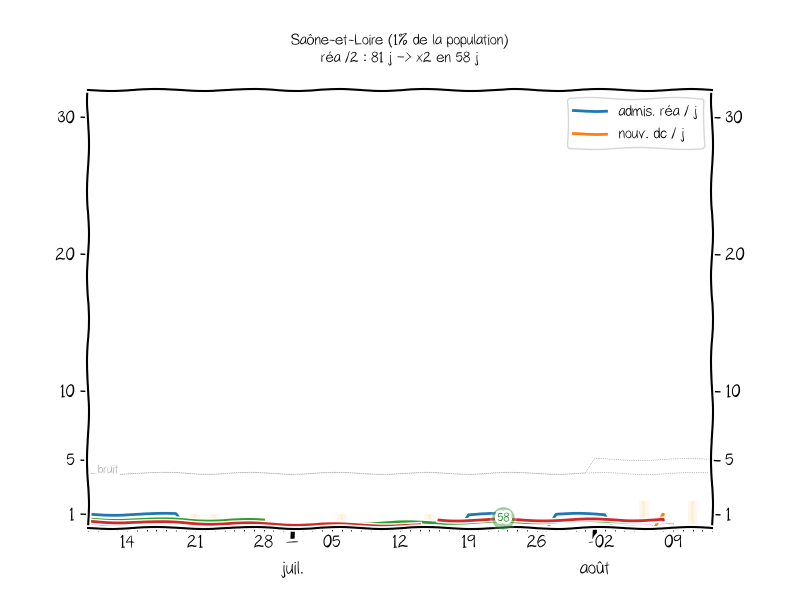 Saône-et-Loire (1% de la population)
réa /2 : 81 j -> x2 en 58 j
admis. réa / j
nouv. dc / j
30
30
20
20
10
10
5
5
bruit
1
1
58
14 21 28 05 12 19 26 02 09
juil. août